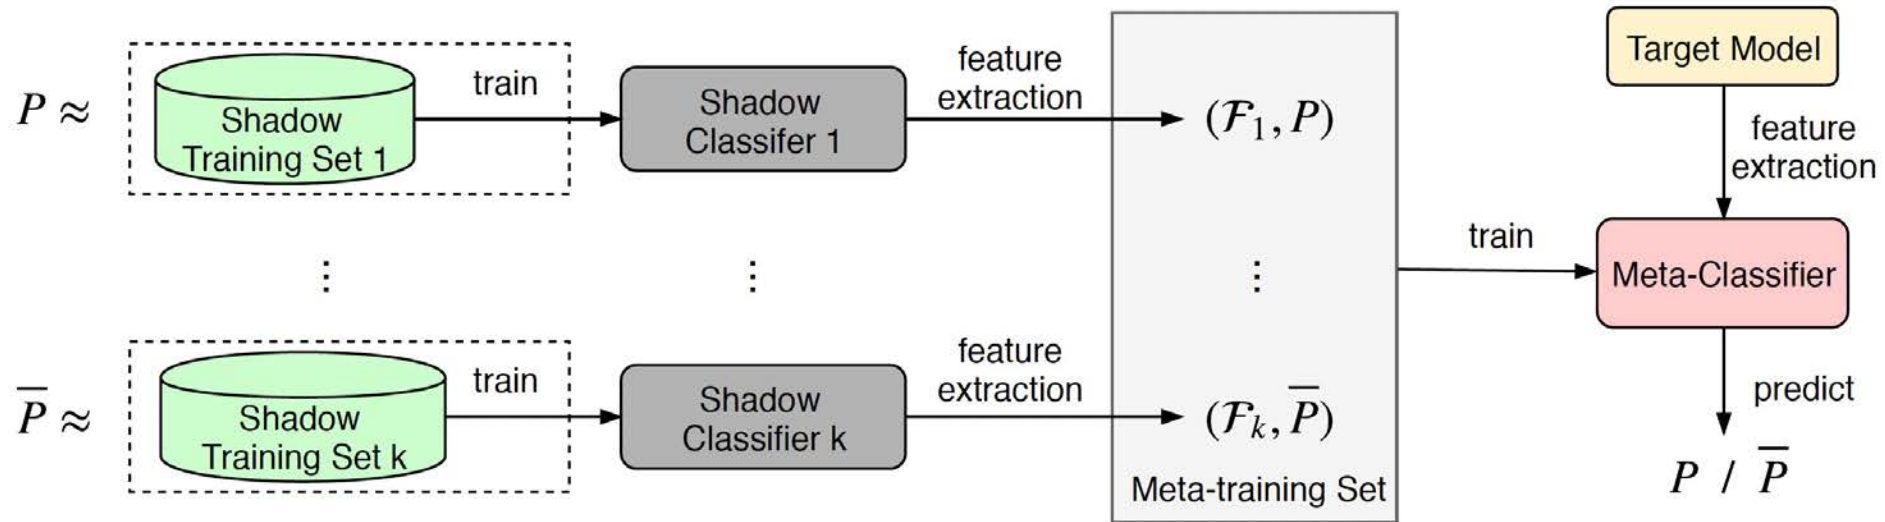 P ≈
Shadow
Training Set 1
train
Shadow
Classifer 1
feature
extraction
(ℱ₁, P)
⋮
⋮
⋮
P̅ ≈
Shadow
Training Set k
train
Shadow
Classifier k
feature
extraction
(ℱₖ, P̅)
Meta-training Set
train
Target Model
feature
extraction
Meta-Classifier
predict
P / P̅